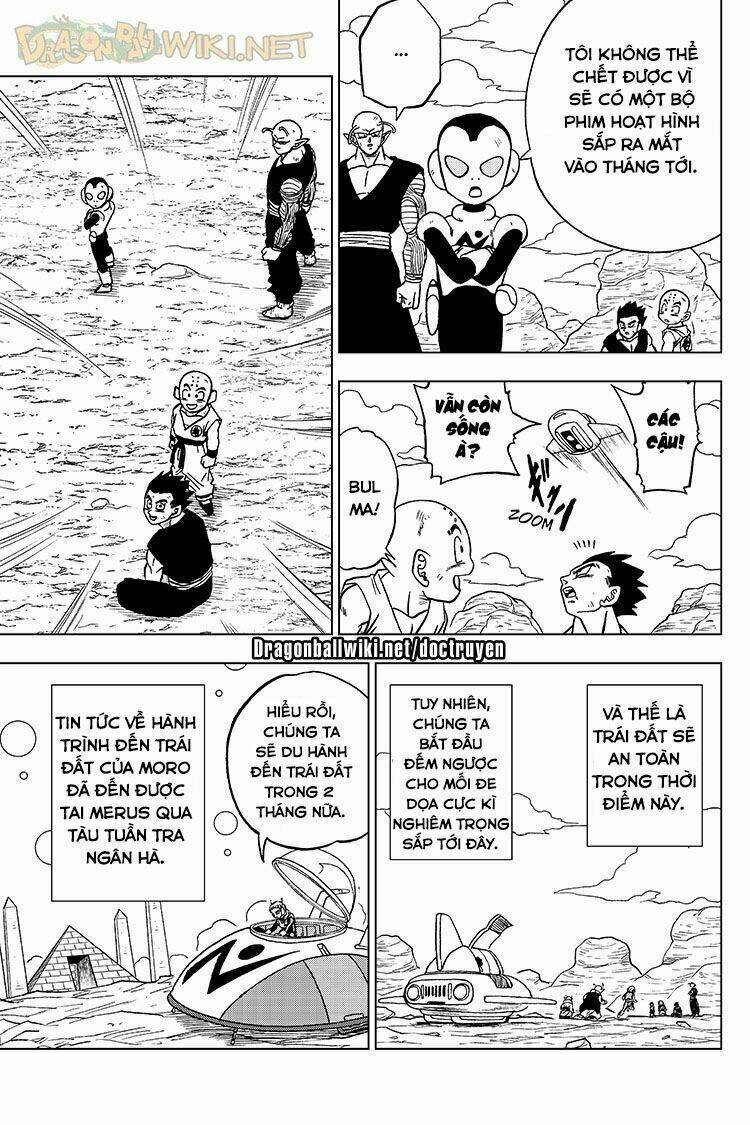 DRAGON BALL WIKI.NET
TÔI KHÔNG THỂ
CHẾT ĐƯỢC VÌ
SẼ CÓ MỘT BỘ
PHIM HOẠT HÌNH
SẮP RA MẮT
VÀO THÁNG TỚI.
...
CÁC
CẬU!
VẪN CÒN
SỐNG
À?
ZOOM
BUL
MA!
Dragonballwiki.net/doctruyen
VÀ THẾ LÀ
TRÁI ĐẤT SẼ
AN TOÀN
TRONG THỜI
ĐIỂM NÀY.
TUY NHIÊN,
CHÚNG TA
BẮT ĐẦU
ĐẾM NGƯỢC
CHO MỐI ĐE
DỌA CỰC KÌ
NGHIÊM TRỌNG
SẮP TỚI ĐÂY.
HIỂU RỒI,
CHÚNG TA
SẼ DU HÀNH
ĐẾN TRÁI ĐẤT
TRONG 2
THÁNG NỮA.
TIN TỨC VỀ HÀNH
TRÌNH ĐẾN TRÁI
ĐẤT CỦA MORO
ĐÃ ĐẾN ĐƯỢC
TAI MERUS QUA
TÀU TUẦN TRA
NGÂN HÀ.